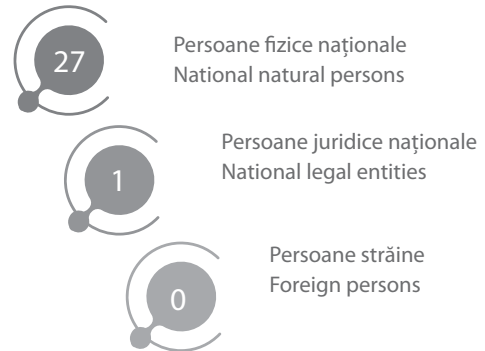 27
Persoane fizice naționale
National natural persons
1
Persoane juridice naționale
National legal entities
0
Persoane străine
Foreign persons